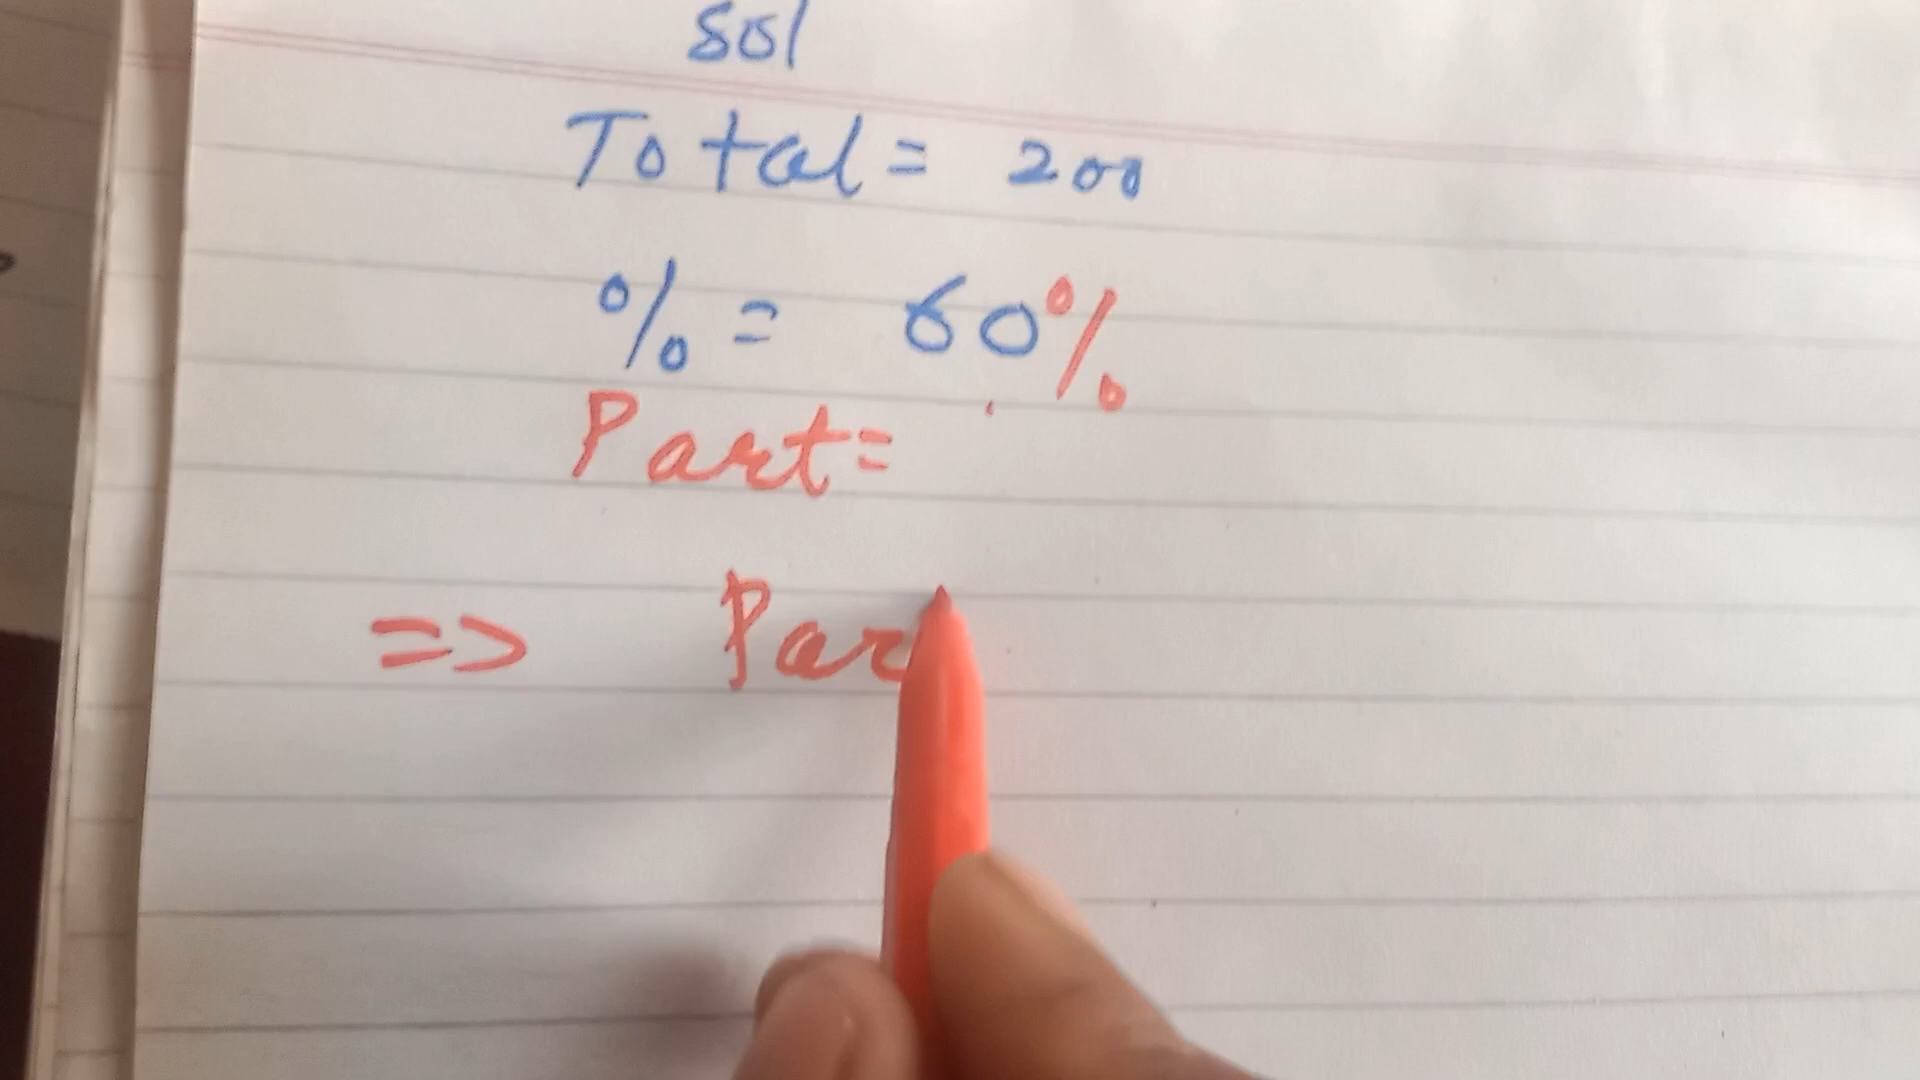 Sol
Total = 200
% = 60%
Part =
=> Par